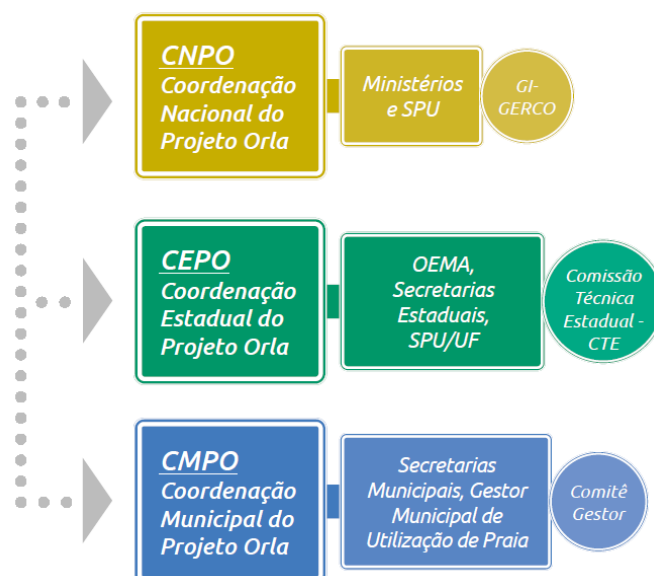 CNPO
Coordenação
Nacional do
Projeto Orla
Ministérios
e SPU
GI-
GERCO
CEPO
Coordenação
Estadual do
Projeto Orla
OEMA,
Secretarias
Estaduais,
SPU/UF
Comissão
Técnica
Estadual -
CTE
CMPO
Coordenação
Municipal do
Projeto Orla
Secretarias
Municipais, Gestor
Municipal de
Utilização de Praia
Comitê
Gestor